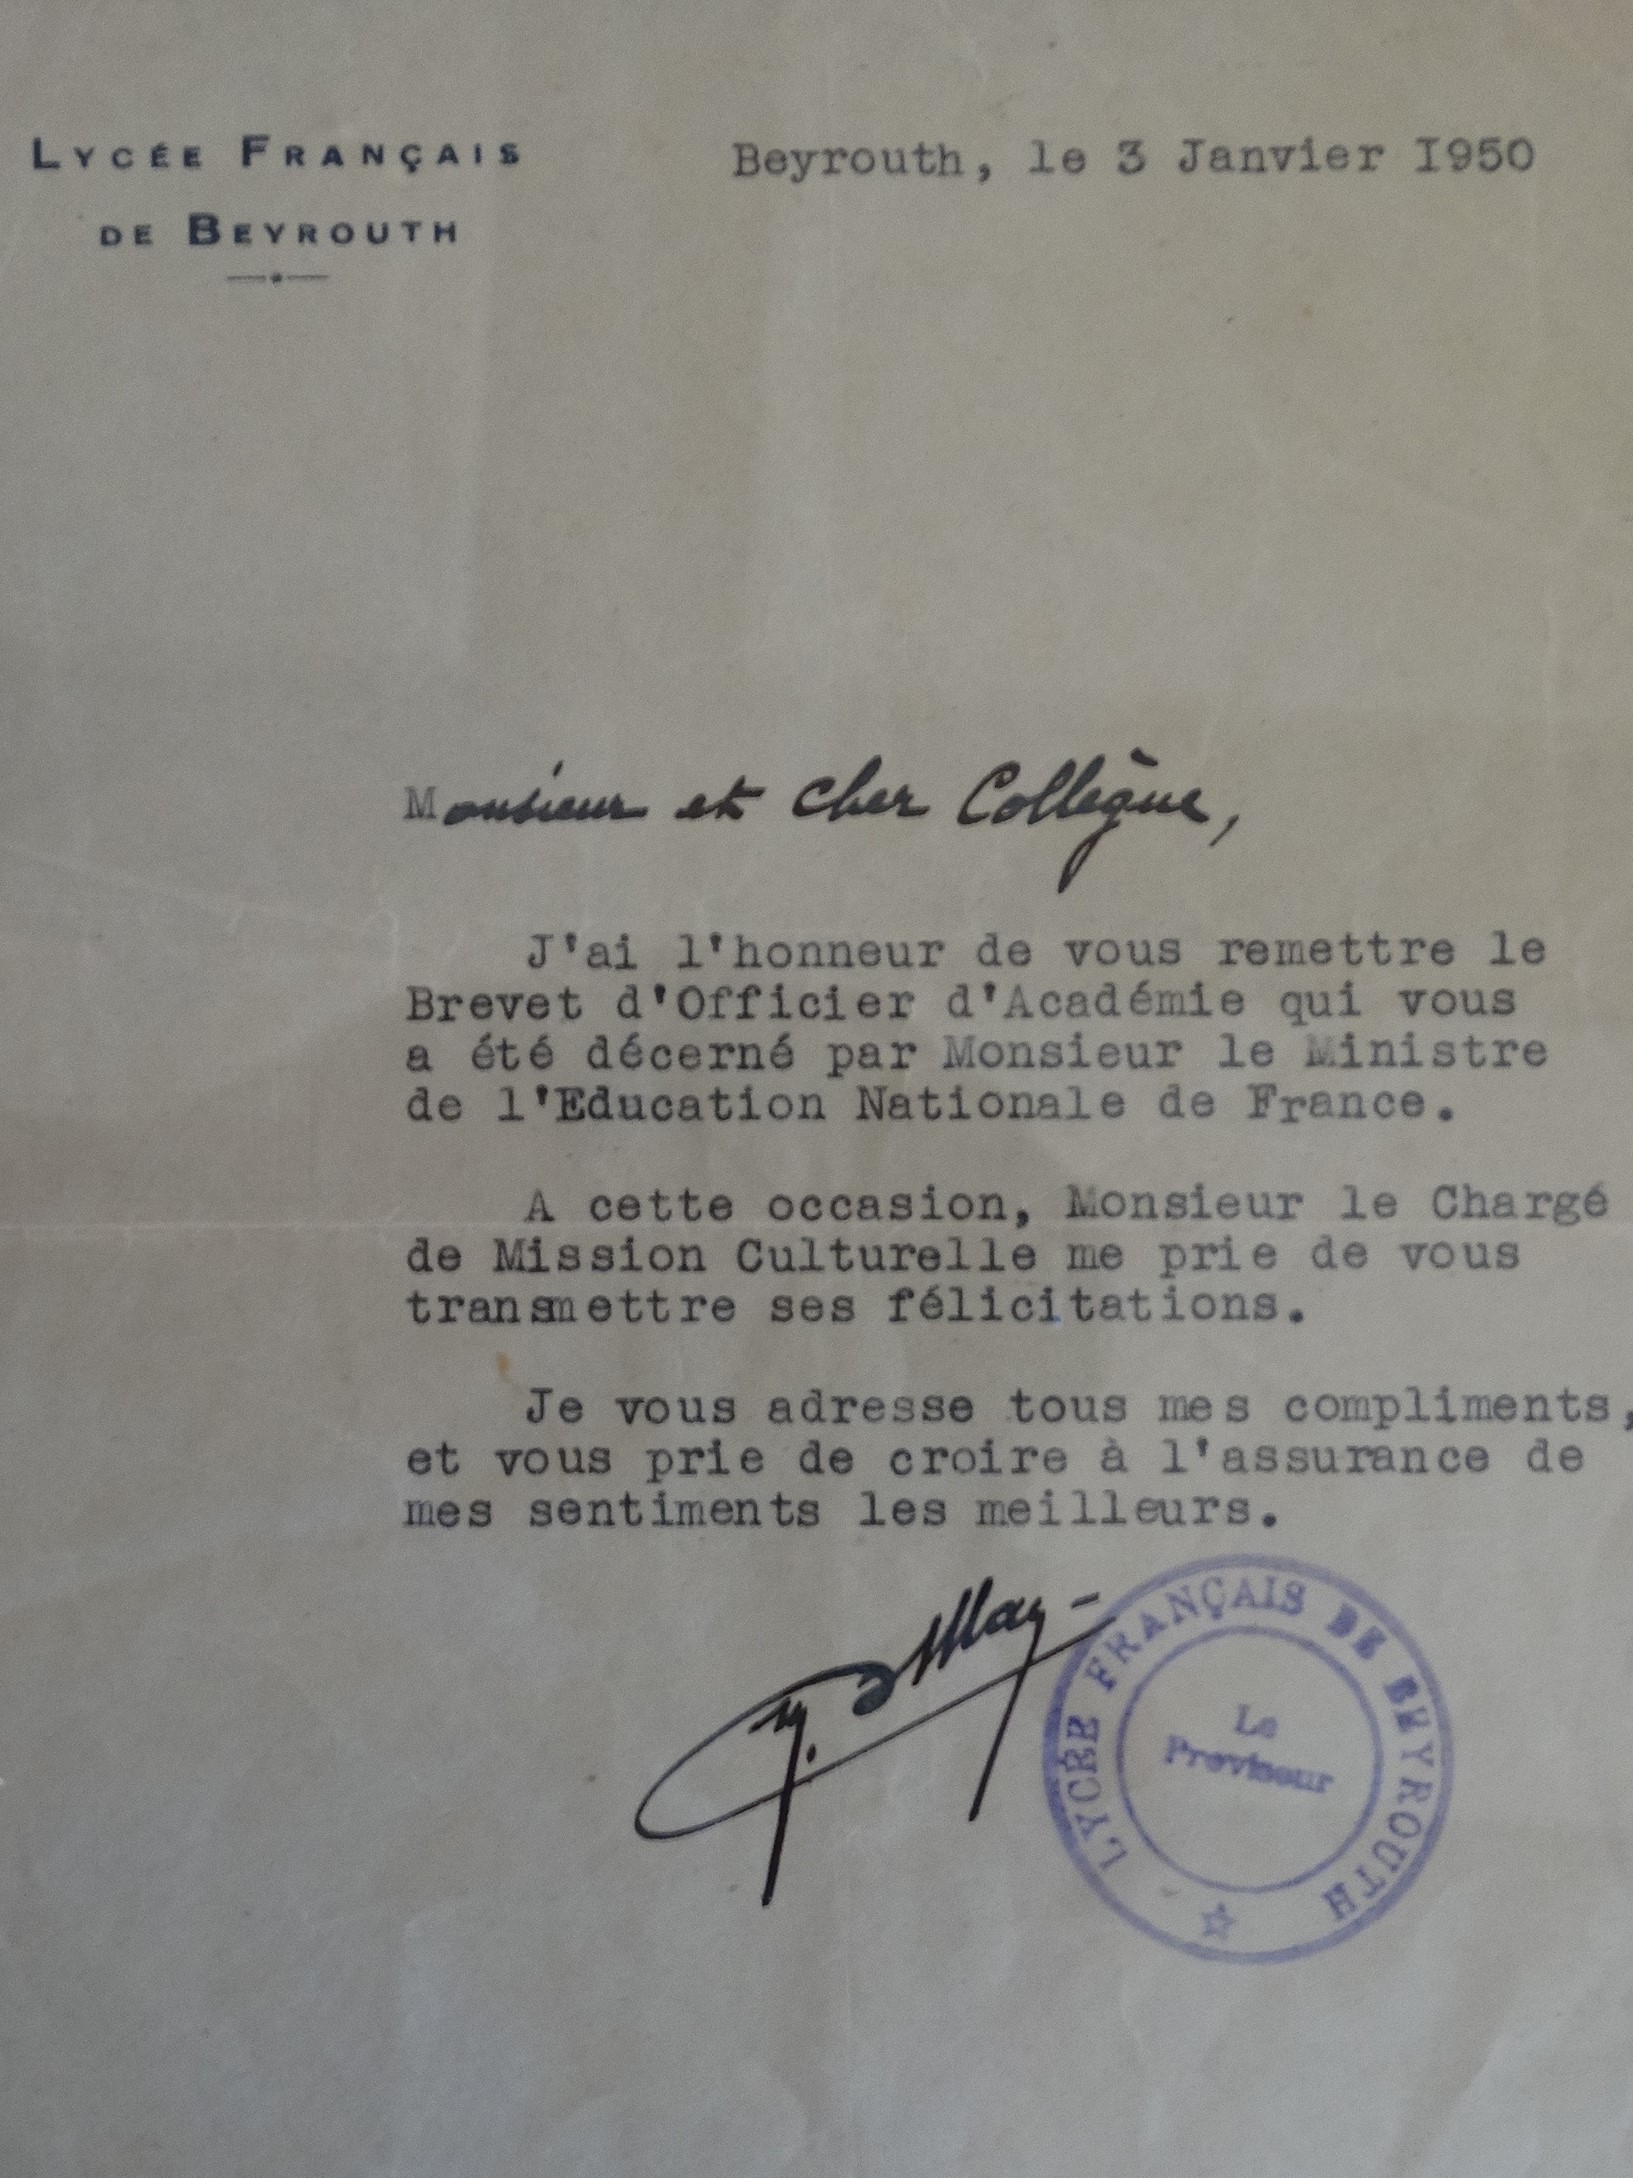 LYCÉE FRANÇAIS
DE BEYROUTH
Beyrouth, le 3 Janvier I950
Monsieur et cher Collègue,
J'ai l'honneur de vous remettre le
Brevet d'Officier d'Académie qui vous
a été décerné par Monsieur le Ministre
de l'Education Nationale de France.
A cette occasion, Monsieur le Chargé
de Mission Culturelle me prie de vous
transmettre ses félicitations.
Je vous adresse tous mes compliments,
et vous prie de croire à l'assurance de
mes sentiments les meilleurs.
LYCÉE FRANÇAIS DE BEYROUTH
Le
Proviseur